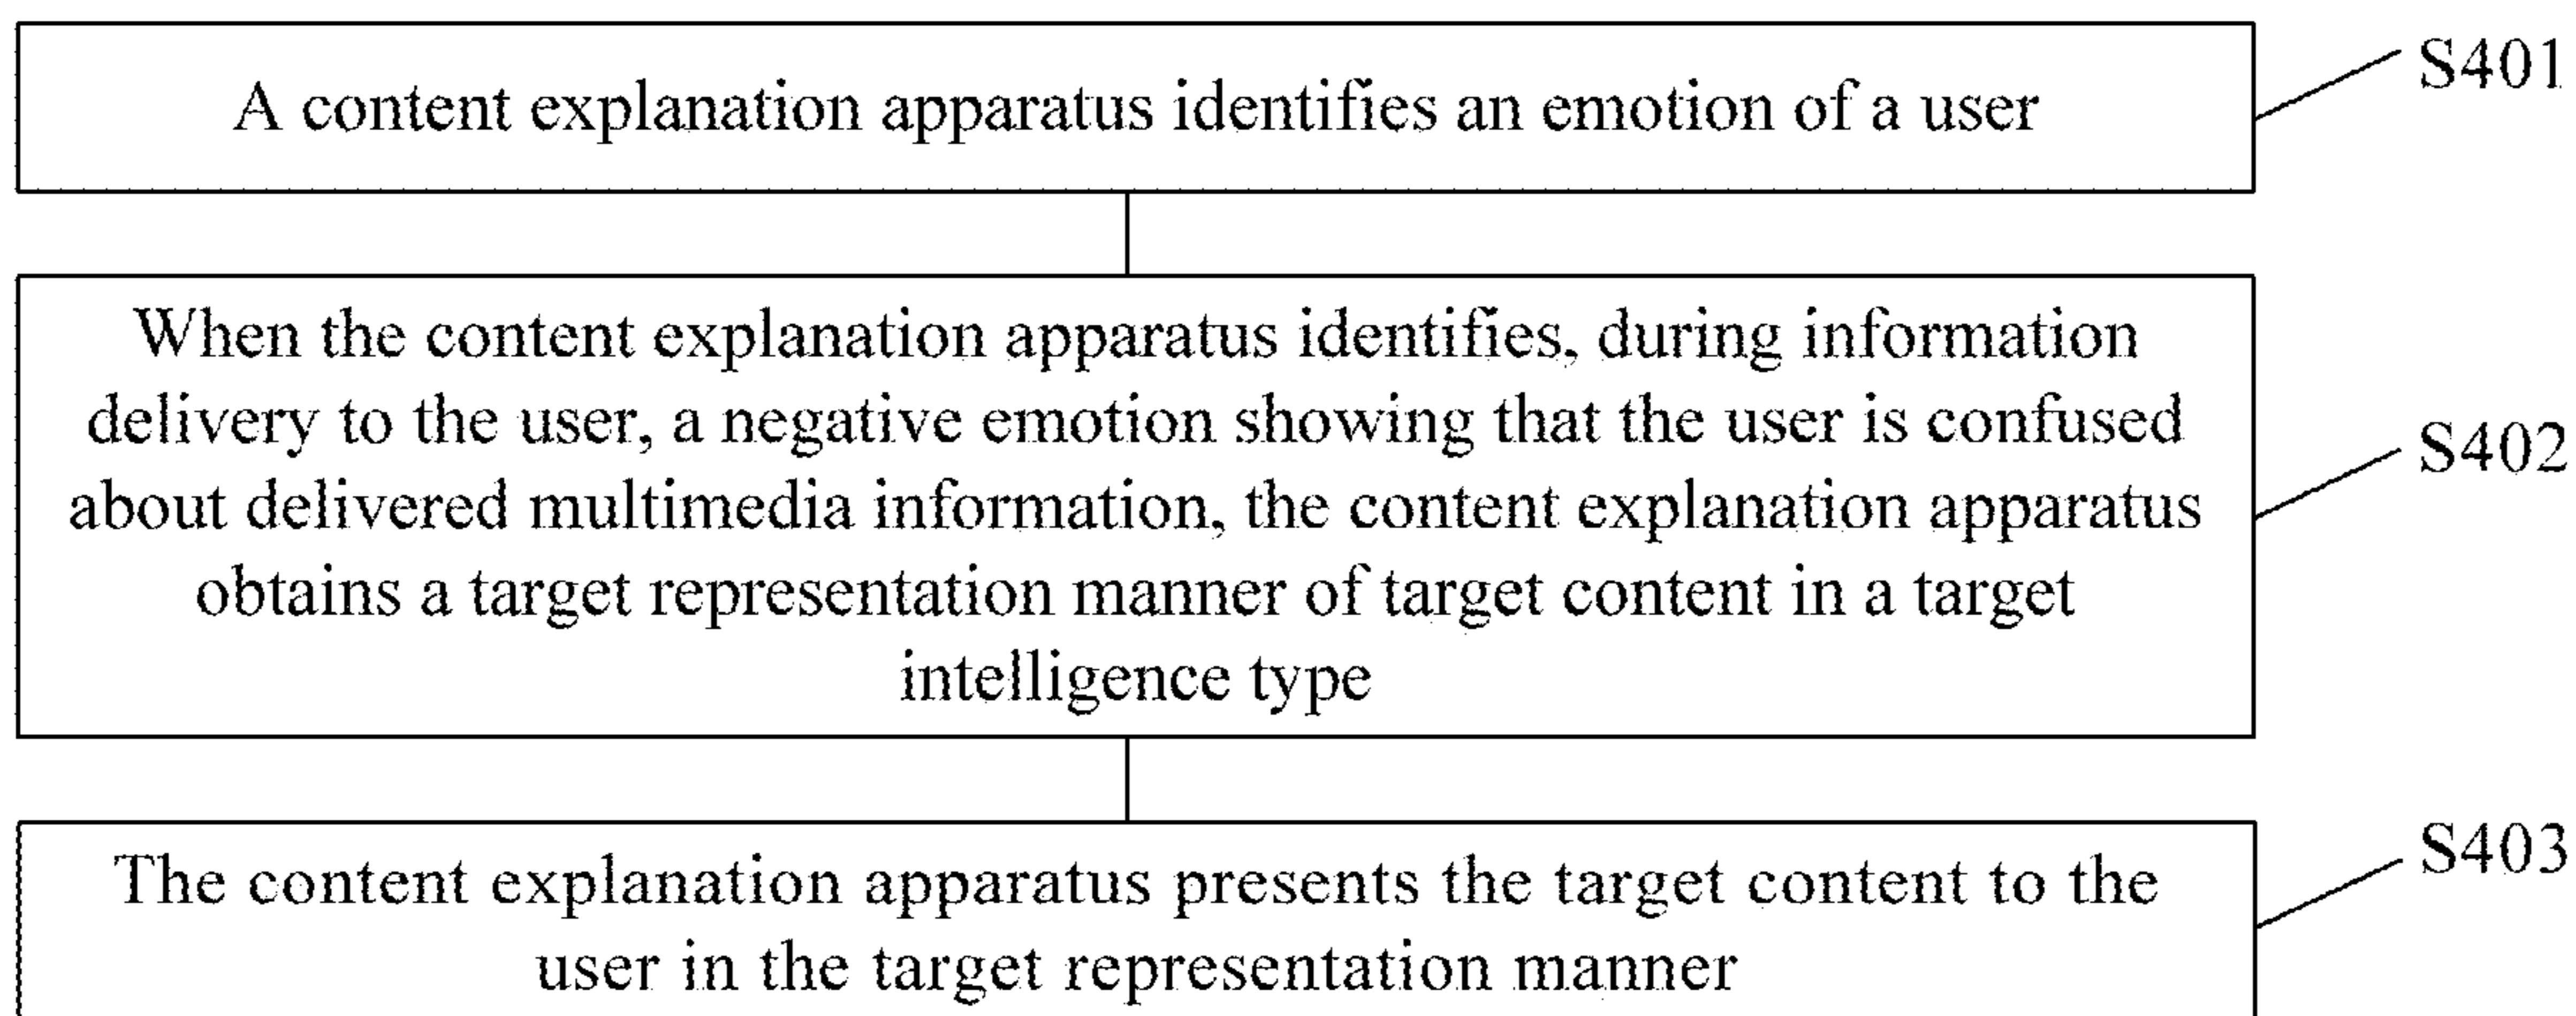 A content explanation apparatus identifies an emotion of a user
S401
When the content explanation apparatus identifies, during information
delivery to the user, a negative emotion showing that the user is confused
about delivered multimedia information, the content explanation apparatus
obtains a target representation manner of target content in a target
intelligence type
S402
The content explanation apparatus presents the target content to the
user in the target representation manner
S403